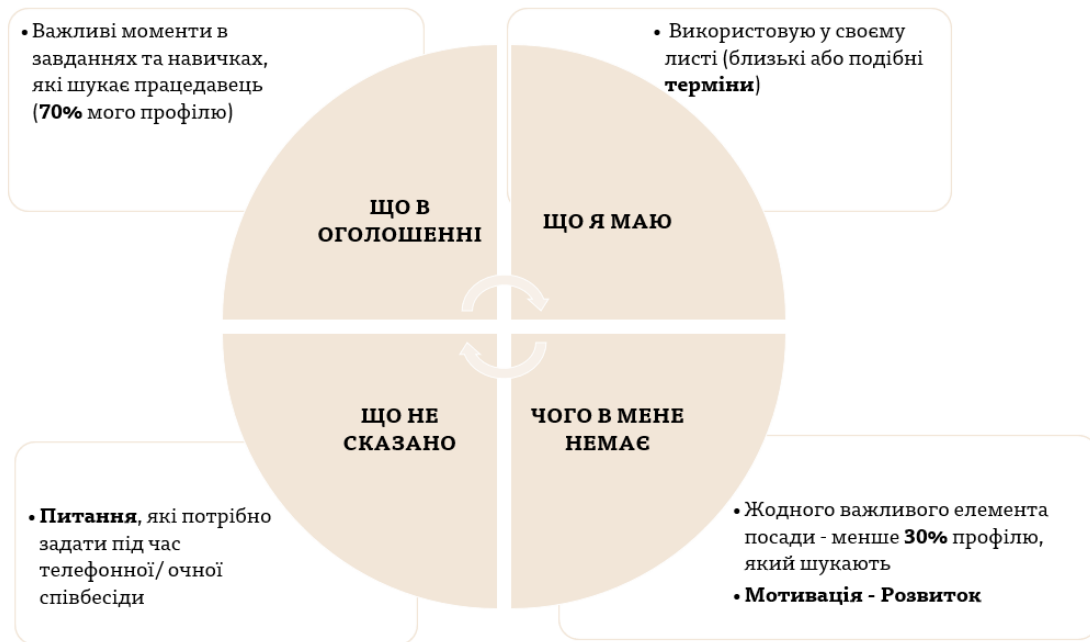 • Важливі моменти в
завданнях та навичках,
які шукає працедавець
(70% мого профілю)
• Використовую у своєму
листі (близькі або подібні
терміни)
ЩО В
ОГОЛОШЕННІ
ЩО Я МАЮ
ЩО НЕ
СКАЗАНО
ЧОГО В МЕНЕ
НЕМАЄ
• Питання, які потрібно
задати під час
телефонної/ очної
співбесіди
• Жодного важливого елемента
посади - менше 30% профілю,
який шукають
• Мотивація - Розвиток